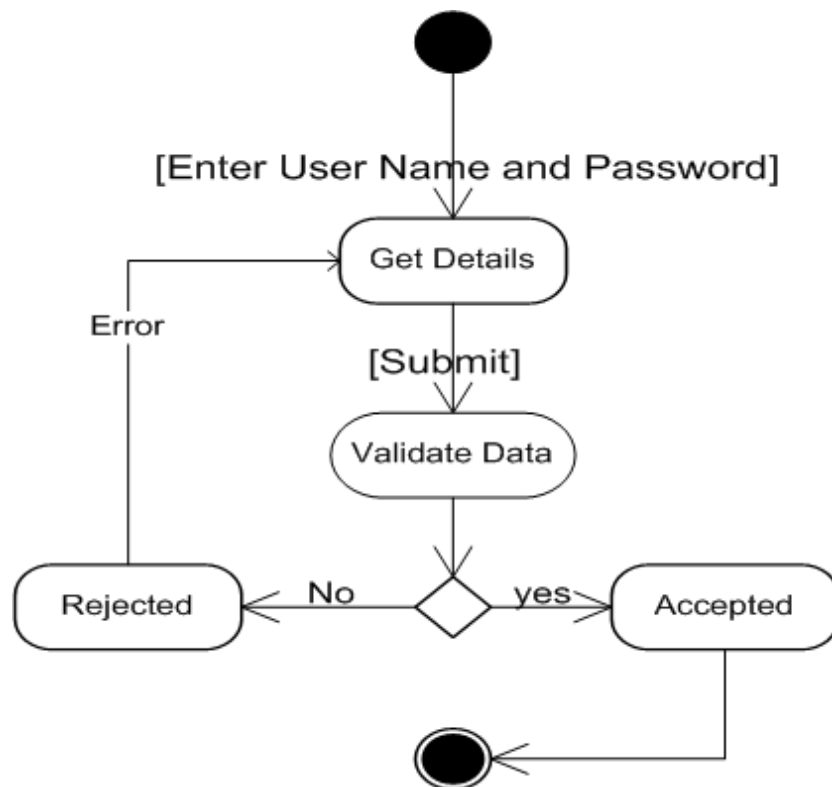 [Enter User Name and Password]
Get Details
Error
[Submit]
Validate Data
No
yes
Rejected
Accepted